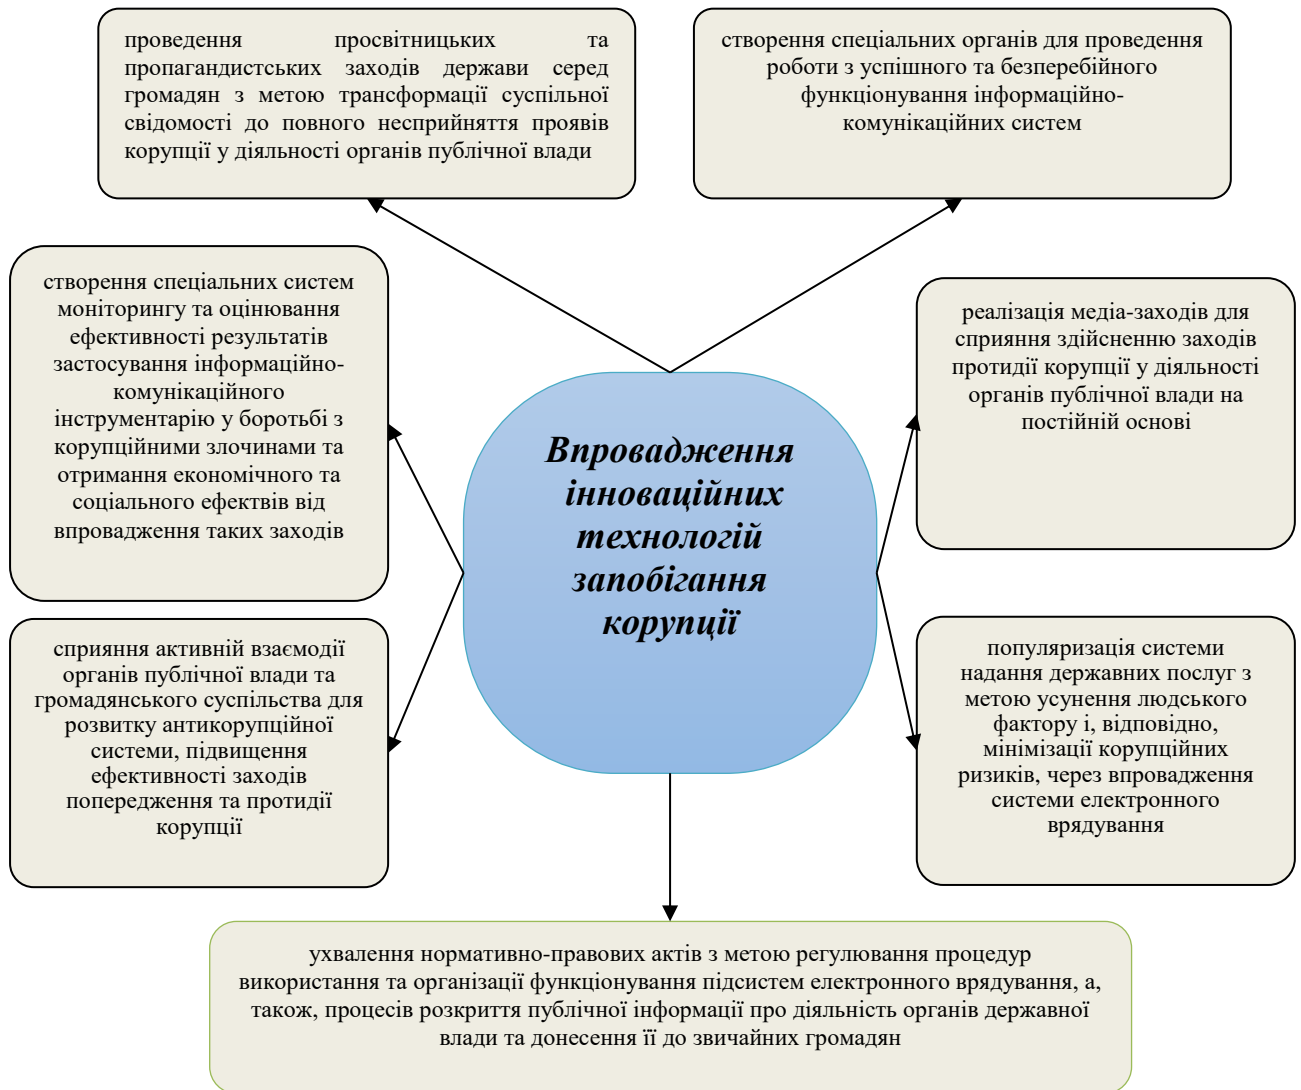 проведення просвітницьких та
пропагандистських заходів держави серед
громадян з метою трансформації суспільної
свідомості до повного несприйняття проявів
корупції у діяльності органів публічної влади
створення спеціальних органів для проведення
роботи з успішного та безперебійного
функціонування інформаційно-
комунікаційних систем
створення спеціальних систем
моніторингу та оцінювання
ефективності результатів
застосування інформаційно-
комунікаційного
інструментарію у боротьбі з
корупційними злочинами та
отримання економічного та
соціального ефектвів від
впровадження таких заходів
реалізація медіа-заходів для
сприяння здійсненню заходів
протидії корупції у діяльності
органів публічної влади на
постійній основі
Впровадження
інноваційних
технологій
запобігання
корупції
сприяння активній взаємодії
органів публічної влади та
громадянського суспільства для
розвитку антикорупційної
системи, підвищення
ефективності заходів
попередження та протидії
корупції
популяризація системи
надання державних послуг з
метою усунення людського
фактору і, відповідно,
мінімізації корупційних
ризиків, через впровадження
системи електронного
врядування
ухвалення нормативно-правових актів з метою регулювання процедур
використання та організації функціонування підсистем електронного врядування, а,
також, процесів розкриття публічної інформації про діяльність органів державної
влади та донесення її до звичайних громадян